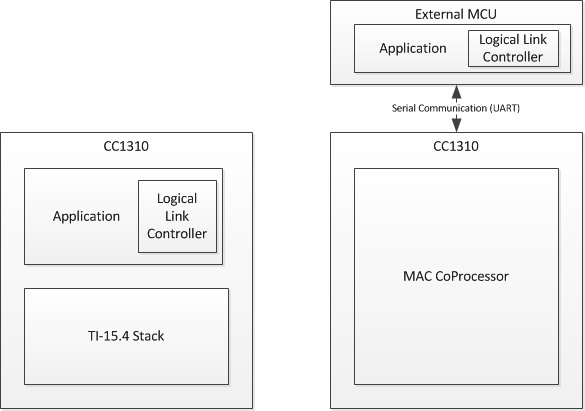 External MCU
Application
Logical Link
Controller
Serial Communication (UART)
CC1310
Application
Logical
Link
Controller
TI-15.4 Stack
CC1310
MAC CoProcessor